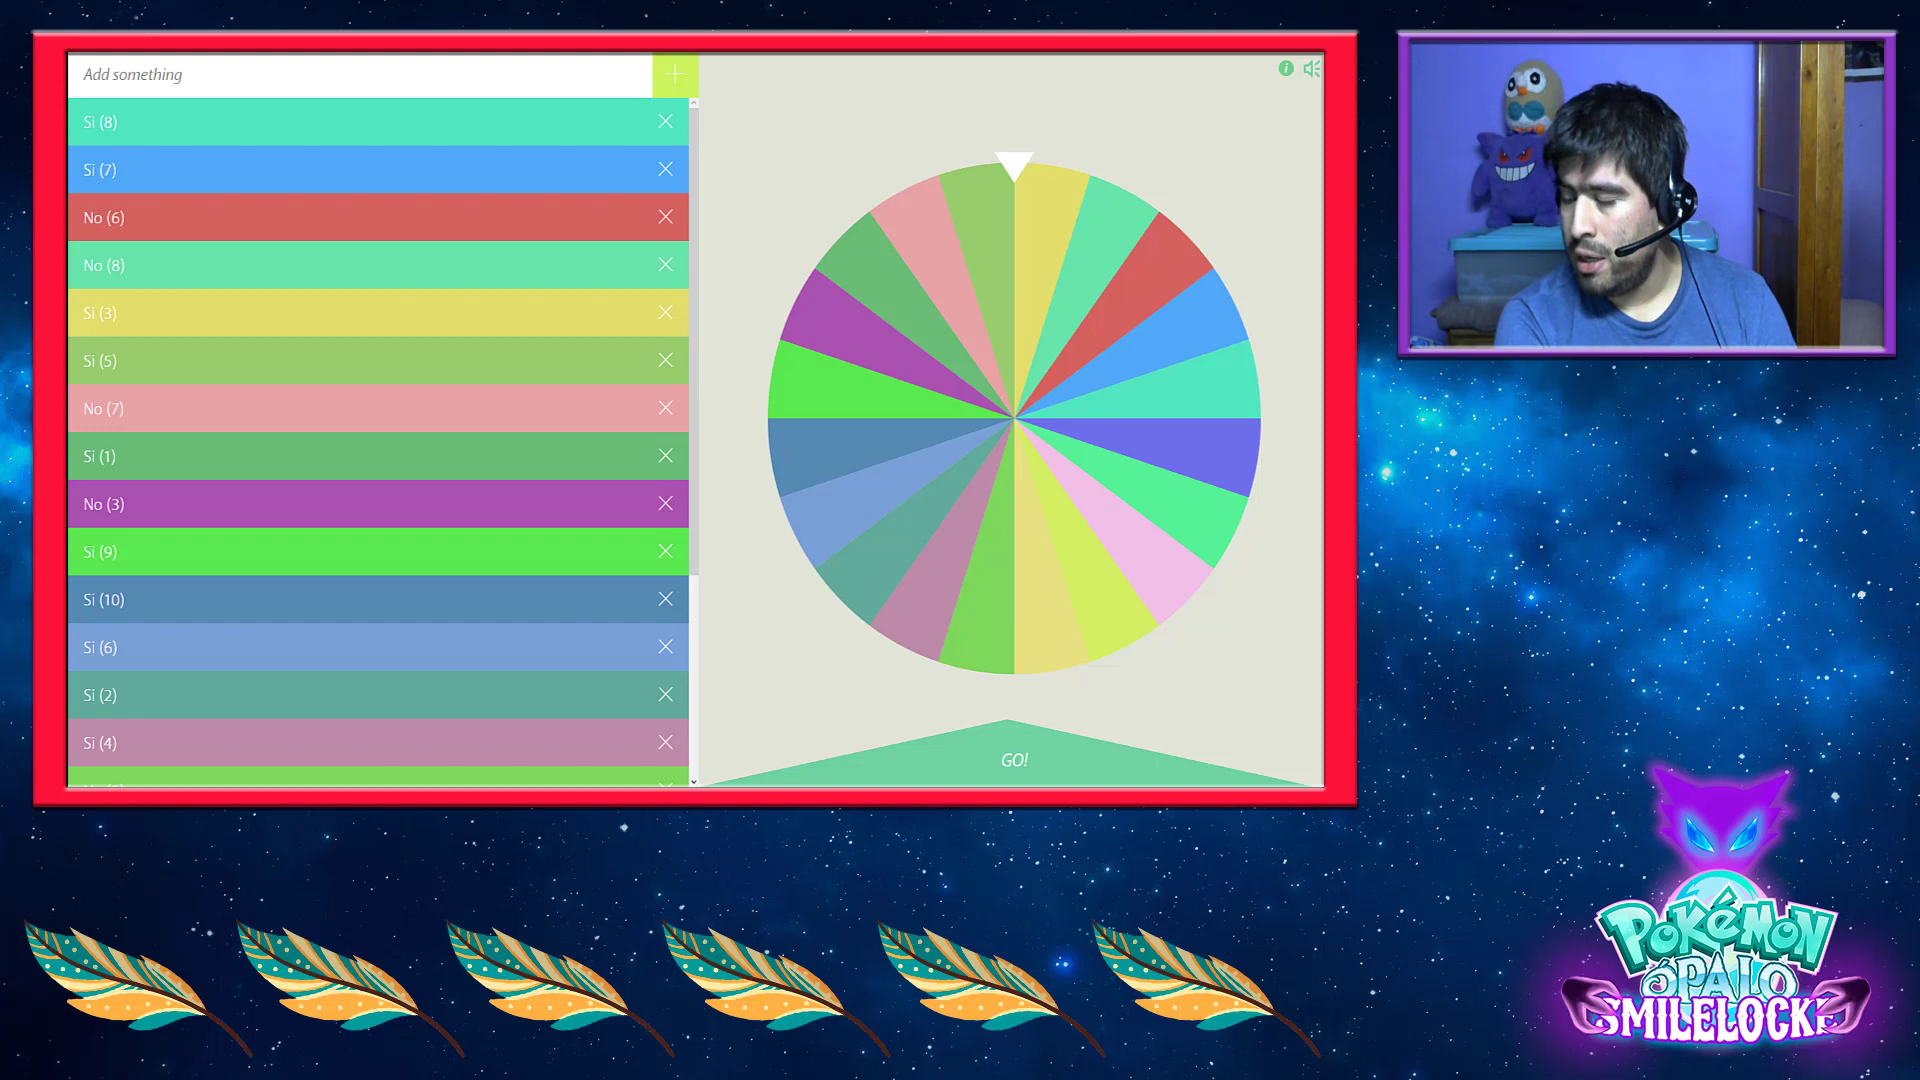 Add something
Si (8)
Si (7)
No (6)
No (8)
Si (3)
Si (5)
No (7)
Si (1)
No (3)
Si (9)
Si (10)
Si (6)
Si (2)
Si (4)
GO!
POKÉMON
ÓPALO
SMILELOCKE